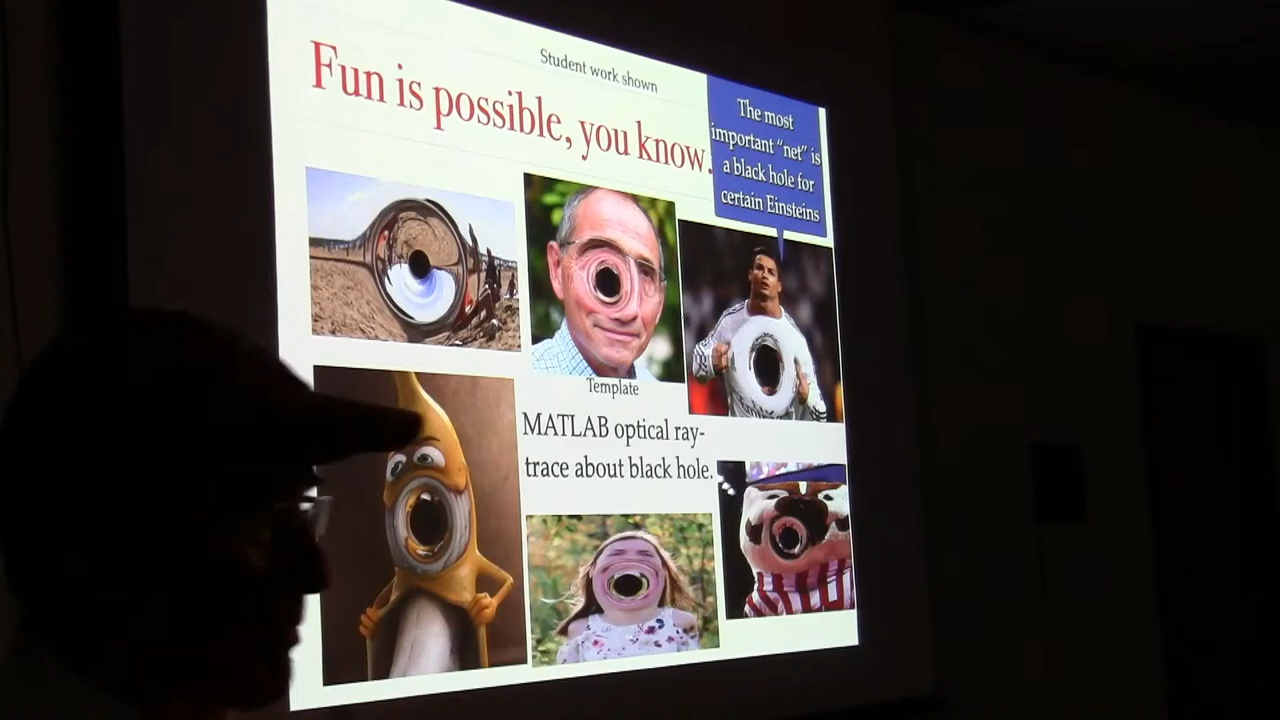 Student work shown
Fun is possible, you know.
The most
important “net” is
a black hole for
certain Einsteins
Template
MATLAB optical ray-
trace about black hole.